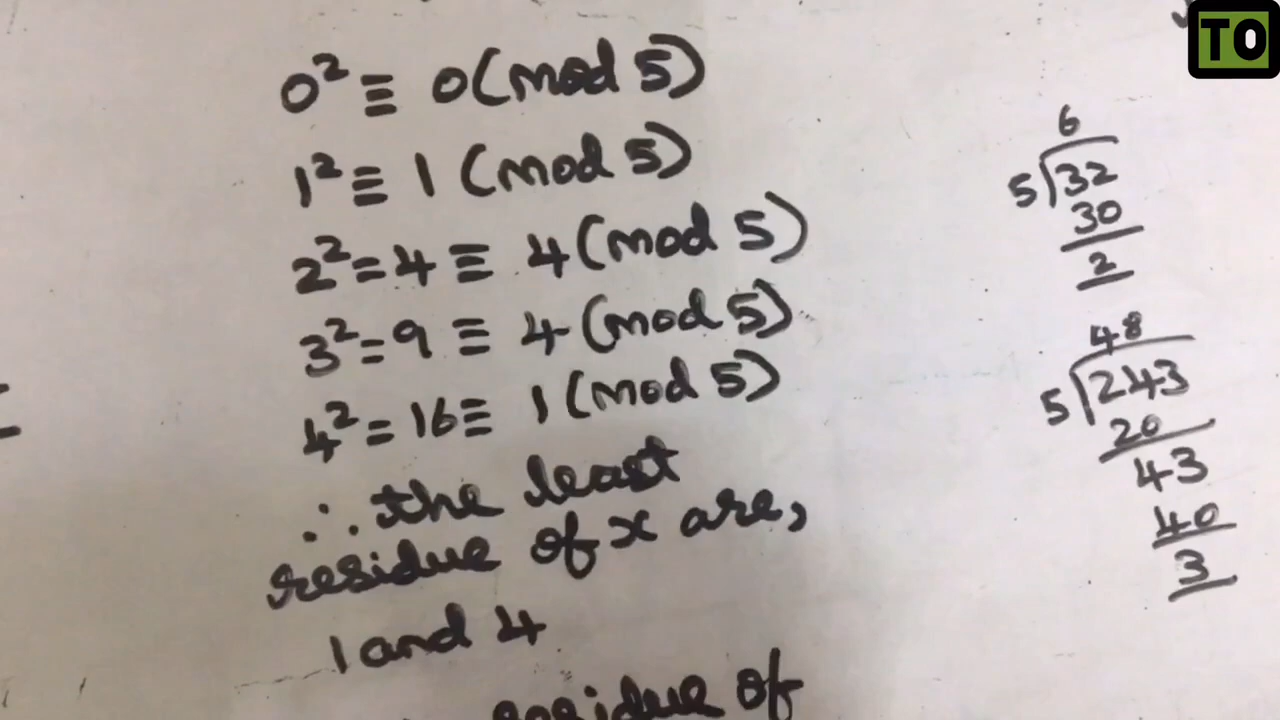 TO
0² ≡ 0 (mod 5)
1² ≡ 1 (mod 5)
2² = 4 ≡ 4 (mod 5)
3² = 9 ≡ 4 (mod 5)
4² = 16 ≡ 1 (mod 5)
∴ the least
residue of x are,
1 and 4
residue of
6
5)32
30
2
48
5)243
20
43
40
3